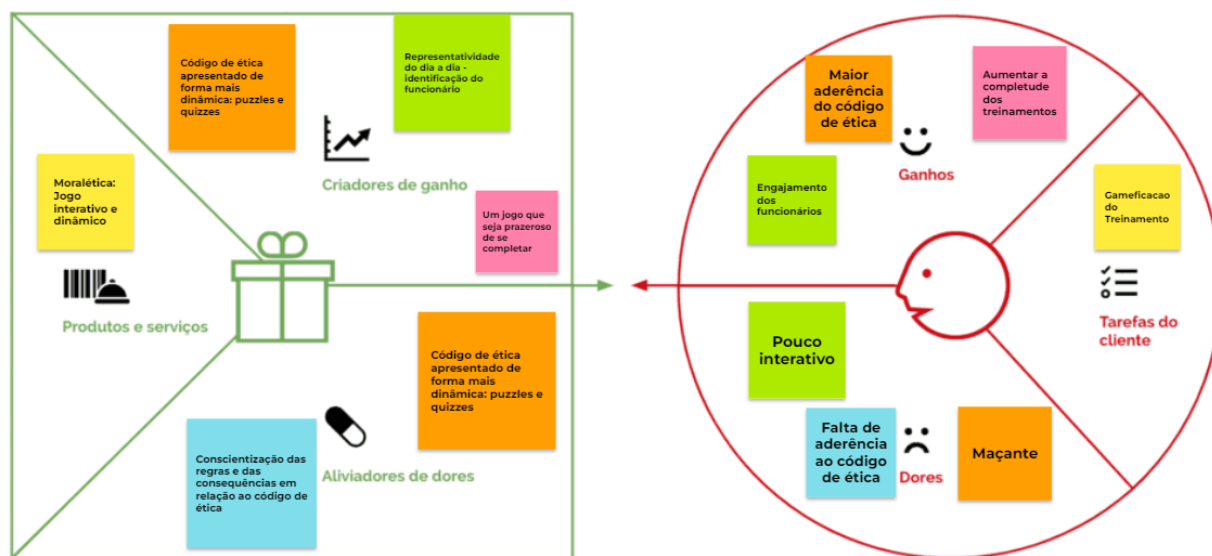 Código de ética
apresentado de
forma mais
dinâmica: puzzles e
quizzes
Representatividade
do dia a dia -
identificação do
funcionário
Criadores de ganho
Moralética:
Jogo
interativo e
dinâmico
Um jogo que
seja prazeroso
de se
completar
Produtos e serviços
Código de ética
apresentado de
forma mais
dinâmica: puzzles e
quizzes
Conscientização das
regras e das
consequências em
relação ao código de
ética
Aliviadores de dores
Maior
aderência
do código
de ética
Aumentar a
completude
dos
treinamentos
Ganhos
Engajamento
dos
funcionários
Gameficacao
do
Treinamento
Tarefas do
cliente
Pouco
interativo
Falta de
aderência
ao código
de ética
Dores
Maçante